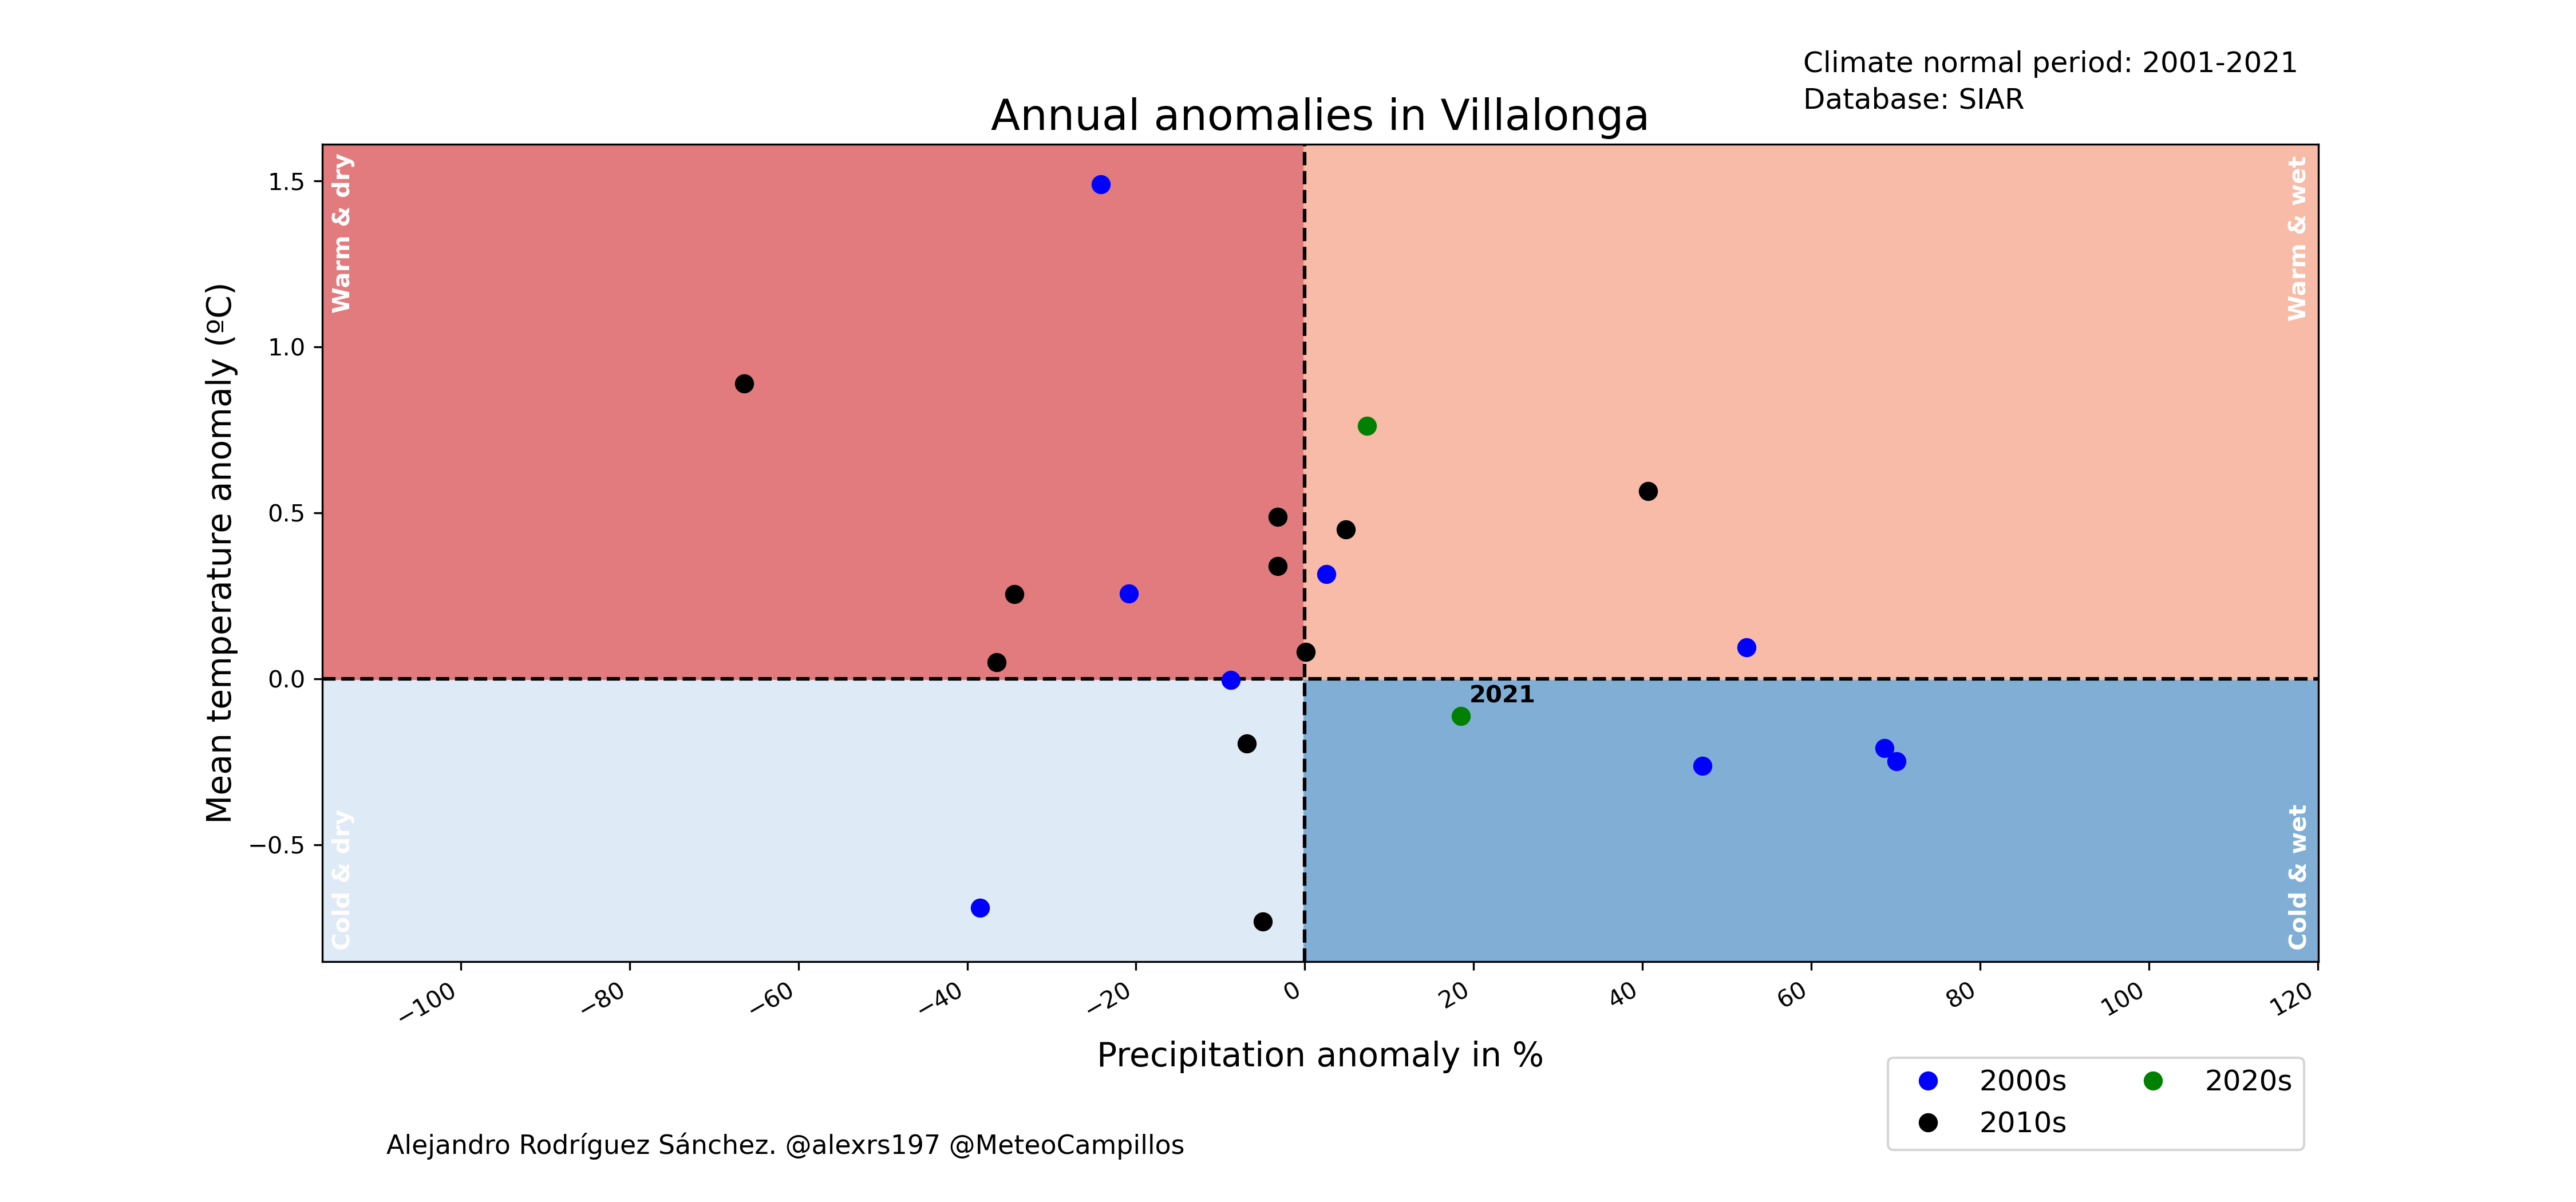 Climate normal period: 2001-2021
Database: SIAR
Annual anomalies in Villalonga
Warm & dry
Warm & wet
Mean temperature anomaly (ºC)
1.5
1.0
0.5
0.0
−0.5
2021
Cold & dry
Cold & wet
−100
−80
−60
−40
−20
0
20
40
60
80
100
120
Precipitation anomaly in %
2000s
2010s
2020s
Alejandro Rodríguez Sánchez. @alexrs197 @MeteoCampillos